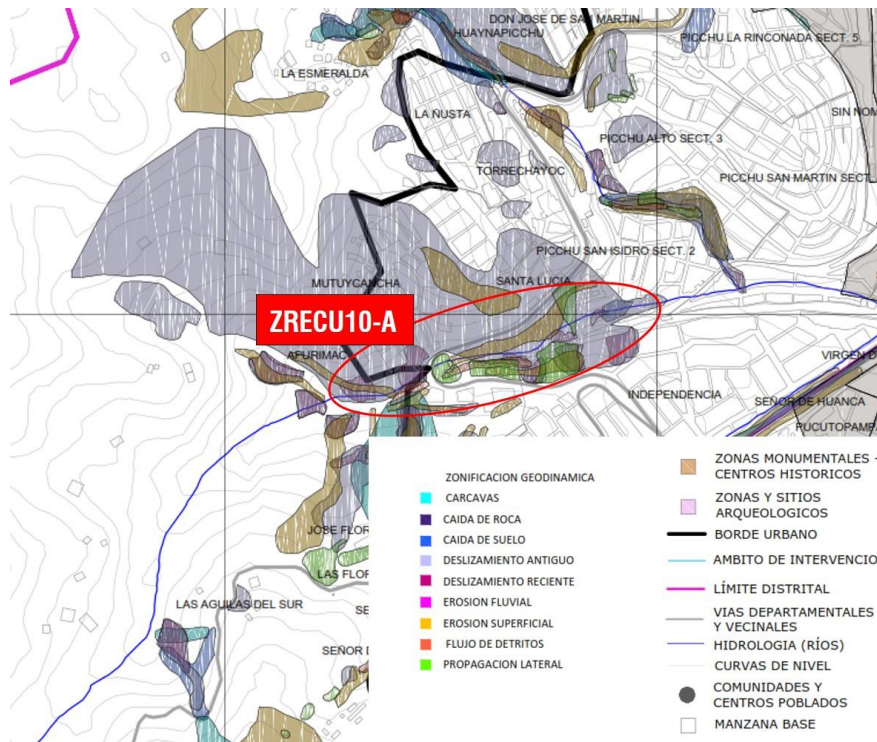 DON JOSE DE SAN MARTIN
HUAYNAPICCHU
PICCHU LA RINCONADA SECT. 5
LA ESMERALDA
LA ÑUSTA
SIN NOM
PICCHU ALTO SECT. 3
TORRECHAYOC
PICCHU SAN MARTIN SECT
PICCHU SAN ISIDRO SECT. 2
MUTUYCANCHA
SANTA LUCIA
ZRECU10-A
APURIMAC
VIRGEN D
INDEPENDENCIA
SEÑOR DE HUANCA
PUCUTOPAMPA
JOSE FLOR
LAS FLOR
LAS AGUILAS DEL SUR
SE
SEÑOR D
ZONIFICACION GEODINAMICA
CARCAVAS
CAIDA DE ROCA
CAIDA DE SUELO
DESLIZAMIENTO ANTIGUO
DESLIZAMIENTO RECIENTE
EROSION FLUVIAL
EROSION SUPERFICIAL
FLUJO DE DETRITOS
PROPAGACION LATERAL
ZONAS MONUMENTALES -
CENTROS HISTORICOS
ZONAS Y SITIOS
ARQUEOLOGICOS
BORDE URBANO
AMBITO DE INTERVENCIO
LÍMITE DISTRITAL
VIAS DEPARTAMENTALES
Y VECINALES
HIDROLOGIA (RÍOS)
CURVAS DE NIVEL
COMUNIDADES Y
CENTROS POBLADOS
MANZANA BASE